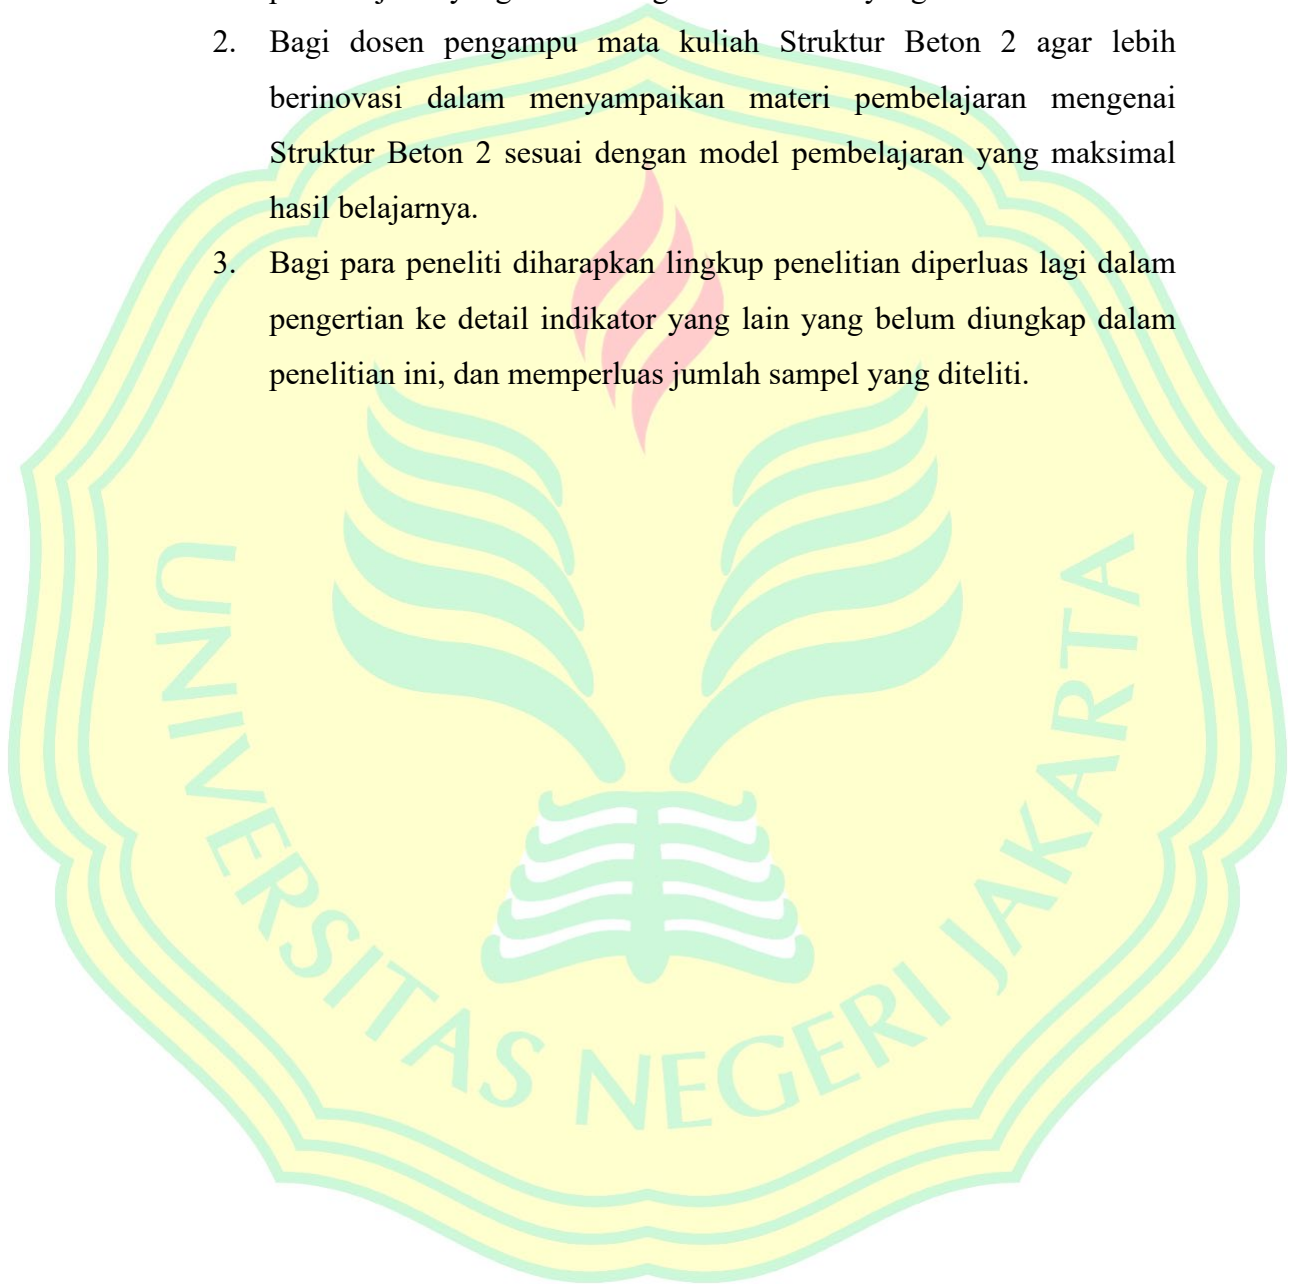 2. Bagi dosen pengampu mata kuliah Struktur Beton 2 agar lebih
berinovasi dalam menyampaikan materi pembelajaran mengenai
Struktur Beton 2 sesuai dengan model pembelajaran yang maksimal
hasil belajarnya.
3. Bagi para peneliti diharapkan lingkup penelitian diperluas lagi dalam
pengertian ke detail indikator yang lain yang belum diungkap dalam
penelitian ini, dan memperluas jumlah sampel yang diteliti.
UNIVERSITAS NEGERI JAKARTA